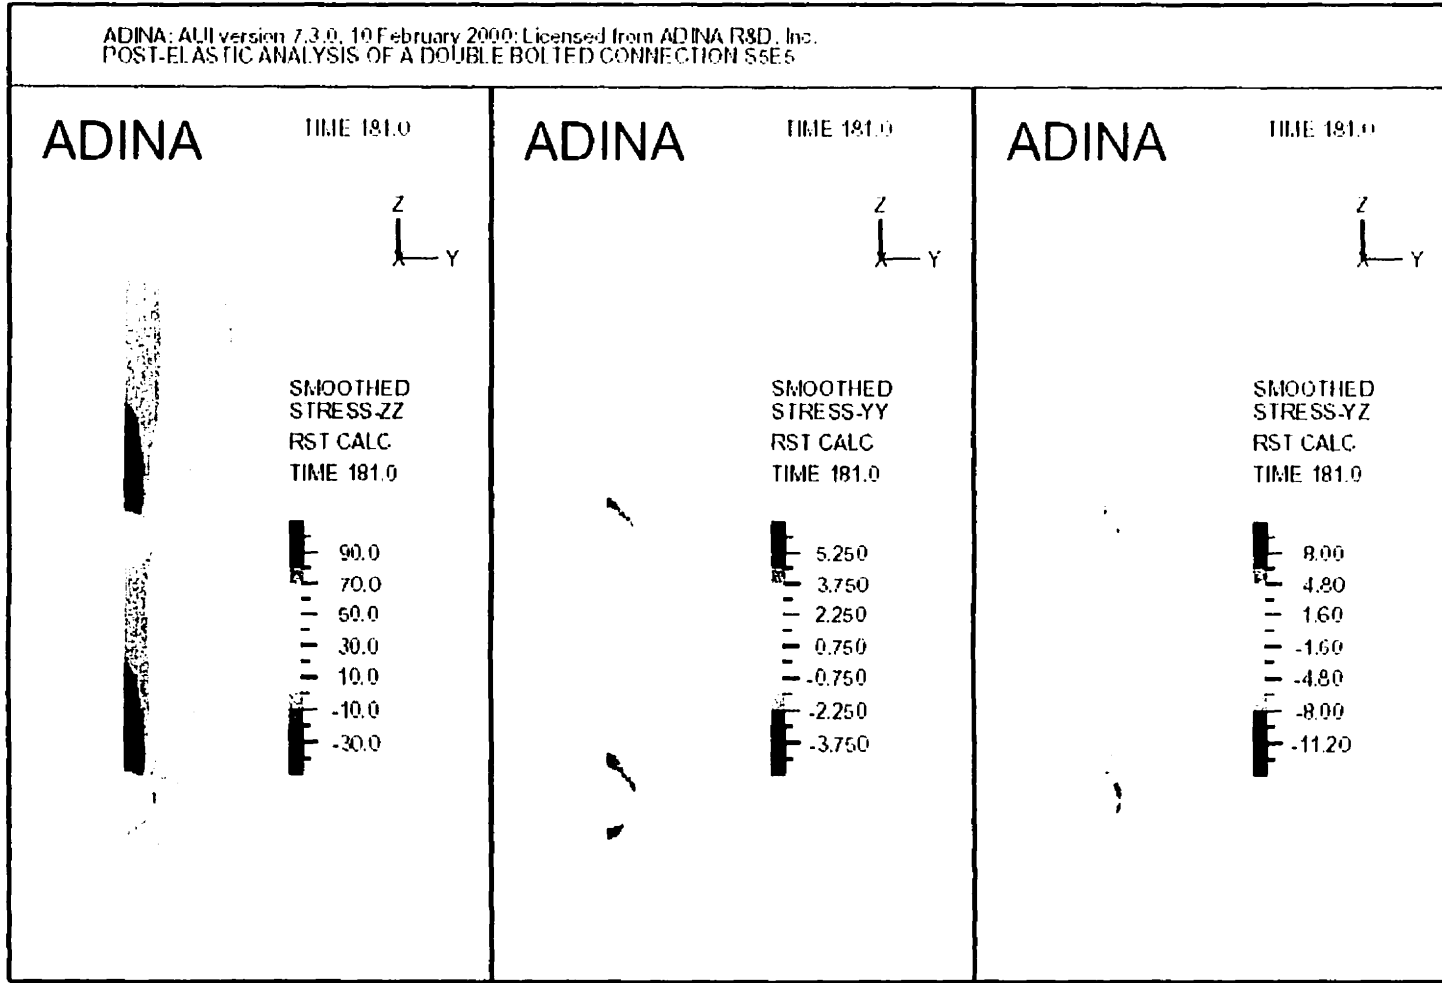 ADINA: AUI version 7.3.0, 10 February 2000: Licensed from ADINA R&D, Inc.
POST-ELASTIC ANALYSIS OF A DOUBLE BOLTED CONNECTION S5E5
ADINA
TIME 181.0
Z
X
Y
SMOOTHED
STRESS-ZZ
RST CALC
TIME 181.0
90.0
70.0
50.0
30.0
10.0
-10.0
-30.0
ADINA
TIME 181.0
Z
X
Y
SMOOTHED
STRESS-YY
RST CALC
TIME 181.0
5.250
3.750
2.250
0.750
-0.750
-2.250
-3.750
ADINA
TIME 181.0
Z
X
Y
SMOOTHED
STRESS-YZ
RST CALC
TIME 181.0
8.00
4.80
1.60
-1.60
-4.80
-8.00
-11.20